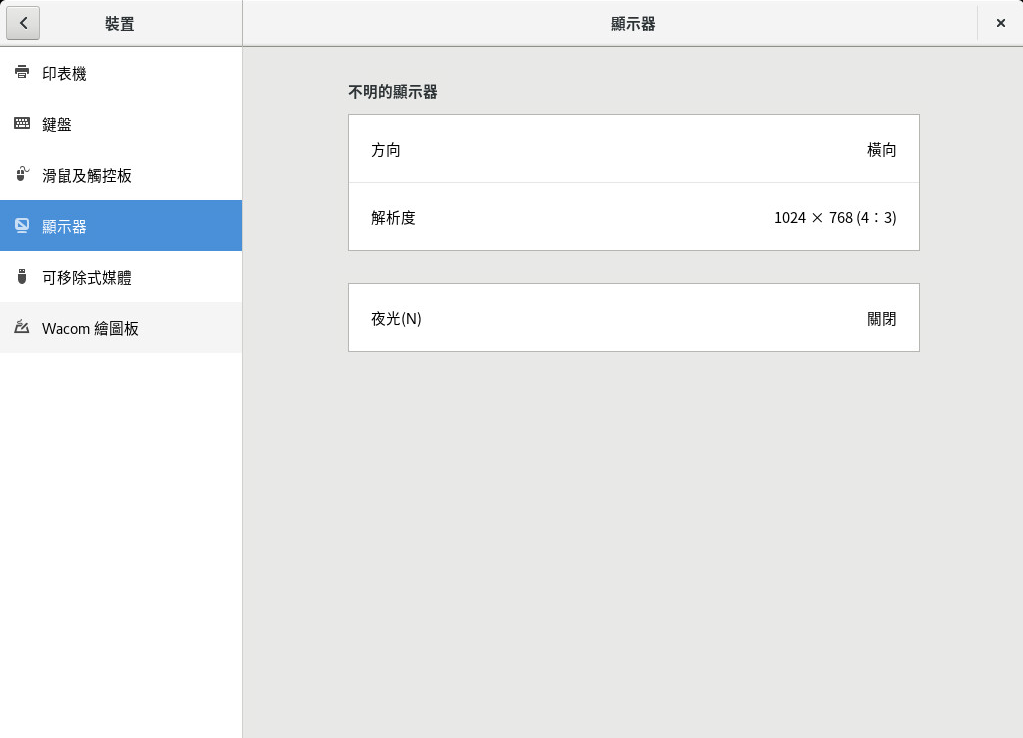 裝置
顯示器
印表機
鍵盤
滑鼠及觸控板
顯示器
可移除式媒體
Wacom 繪圖板
不明的顯示器
方向 橫向
解析度 1024 × 768 (4：3)
夜光(N) 關閉